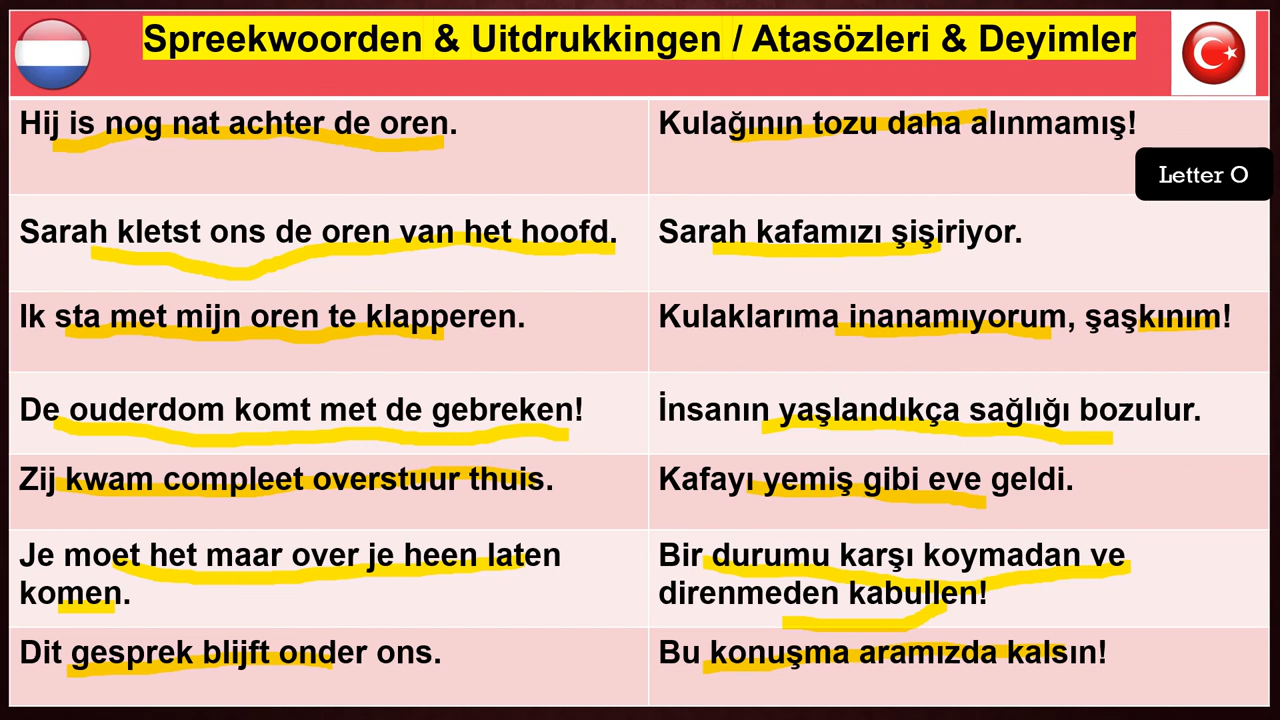 Spreekwoorden & Uitdrukkingen / Atasözleri & Deyimler
Hij is nog nat achter de oren.
Kulağının tozu daha alınmamış!
Letter O
Sarah kletst ons de oren van het hoofd.
Sarah kafamızı şişiriyor.
Ik sta met mijn oren te klapperen.
Kulaklarıma inanamıyorum, şaşkınım!
De ouderdom komt met de gebreken!
İnsanın yaşlandıkça sağlığı bozulur.
Zij kwam compleet overstuur thuis.
Kafayı yemiş gibi eve geldi.
Je moet het maar over je heen laten
komen.
Bir durumu karşı koymadan ve
direnmeden kabullen!
Dit gesprek blijft onder ons.
Bu konuşma aramızda kalsın!